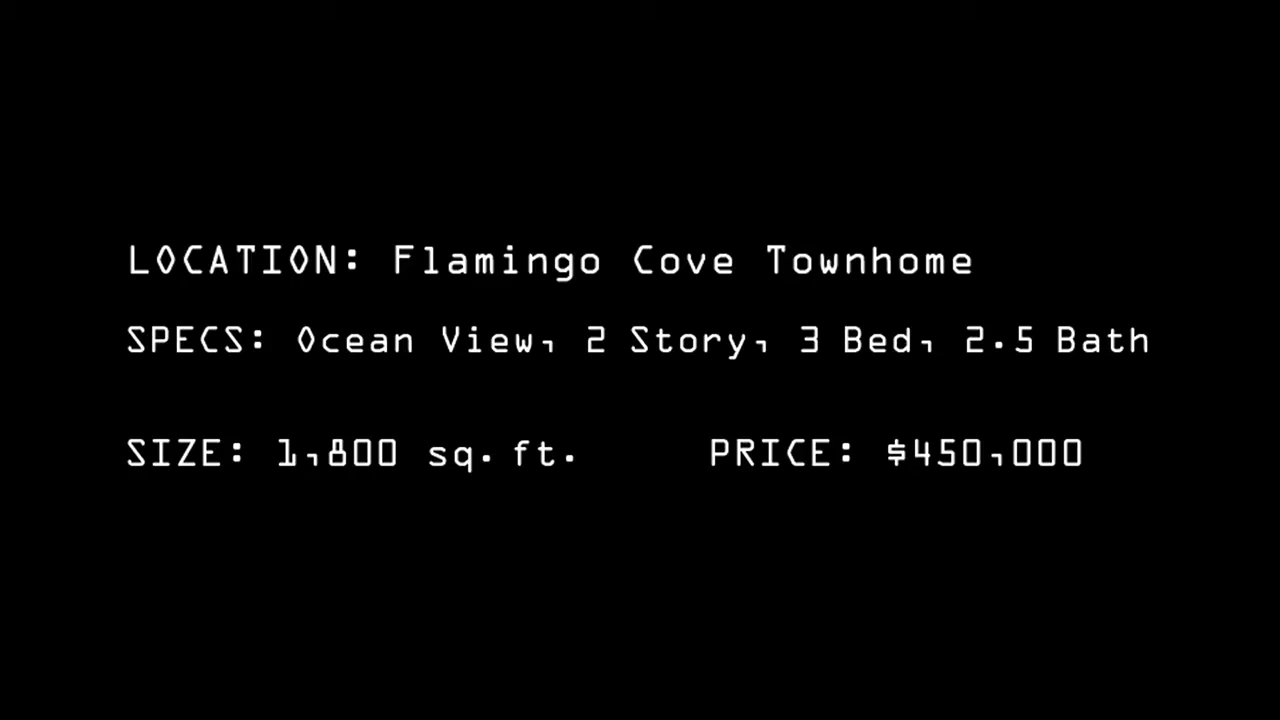 LOCATION: Flamingo Cove Townhome
SPECS: Ocean View, 2 Story, 3 Bed, 2.5 Bath
SIZE: 1,800 sq.ft. PRICE: $450,000